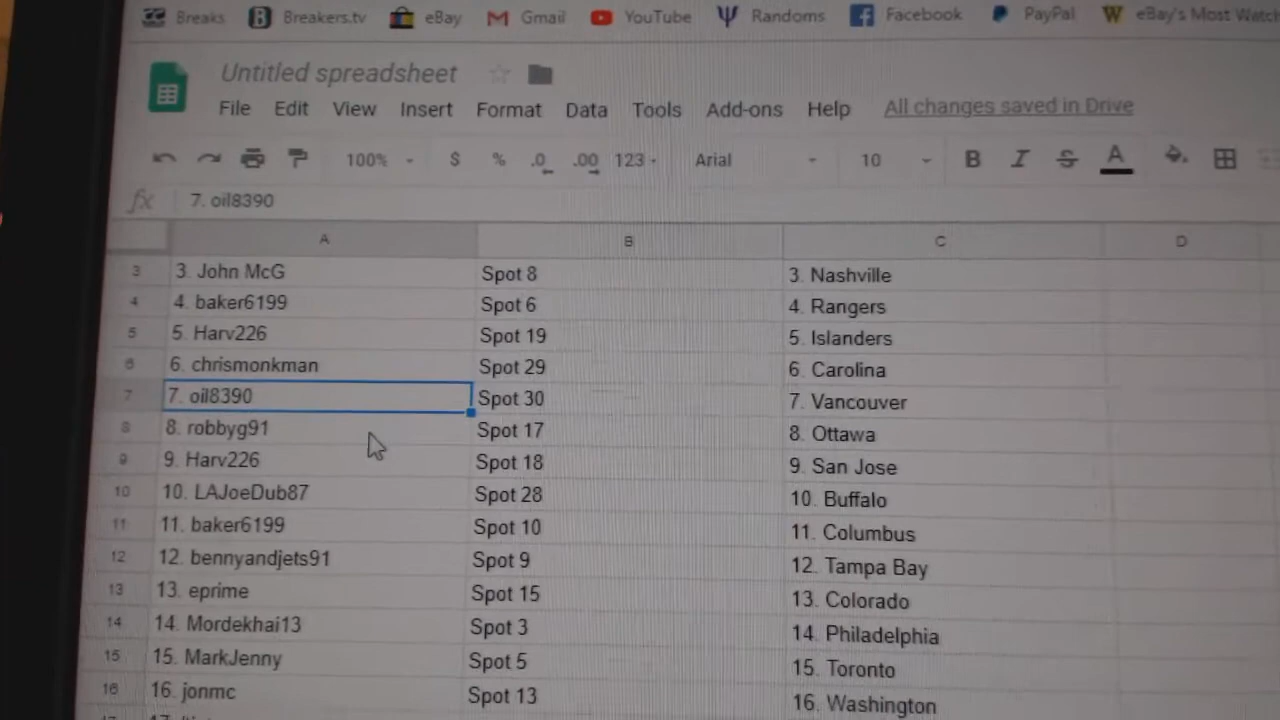 Breaks Breakers.tv eBay Gmail YouTube Randoms Facebook PayPal eBay's Most Watch
Untitled spreadsheet
File Edit View Insert Format Data Tools Add-ons Help All changes saved in Drive
100% $ % .0 .00 123 Arial 10 B I S A
fx 7. oil8390
A B C D
3 3. John McG Spot 8 3. Nashville
4 4. baker6199 Spot 6 4. Rangers
5 5. Harv226 Spot 19 5. Islanders
6 6. chrismonkman Spot 29 6. Carolina
7 7. oil8390 Spot 30 7. Vancouver
8 8. robbyg91 Spot 17 8. Ottawa
9 9. Harv226 Spot 18 9. San Jose
10 10. LAJoeDub87 Spot 28 10. Buffalo
11 11. baker6199 Spot 10 11. Columbus
12 12. bennyandjets91 Spot 9 12. Tampa Bay
13 13. eprime Spot 15 13. Colorado
14 14. Mordekhai13 Spot 3 14. Philadelphia
15 15. MarkJenny Spot 5 15. Toronto
16 16. jonmc Spot 13 16. Washington